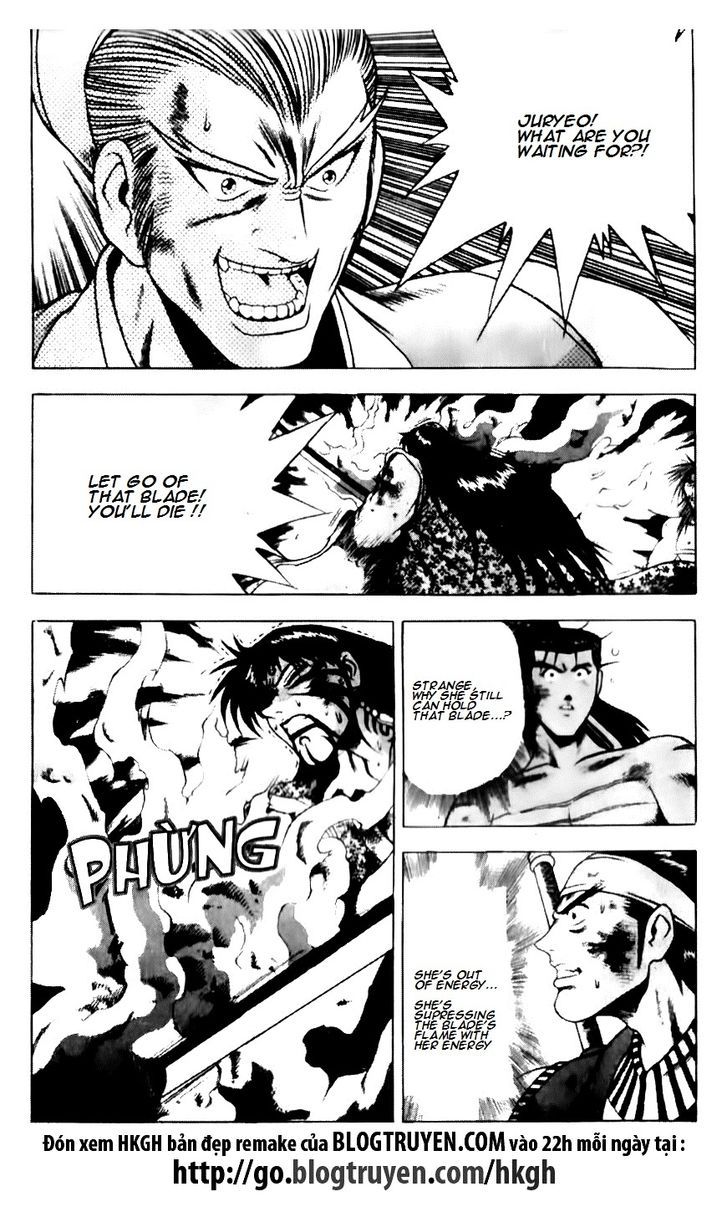 JURYEO!
WHAT ARE YOU
WAITING FOR?!
LET GO OF
THAT BLADE!
YOU'LL DIE !!
STRANGE,
WHY SHE STILL
CAN HOLD
THAT BLADE...?
PHỪNG
SHE'S OUT
OF ENERGY...
SHE'S
SUPRESSING
THE BLADE'S
FLAME WITH
HER ENERGY
Đón xem HKGH bản đẹp remake của BLOGTRUYEN.COM vào 22h mỗi ngày tại :
http://go.blogtruyen.com/hkgh